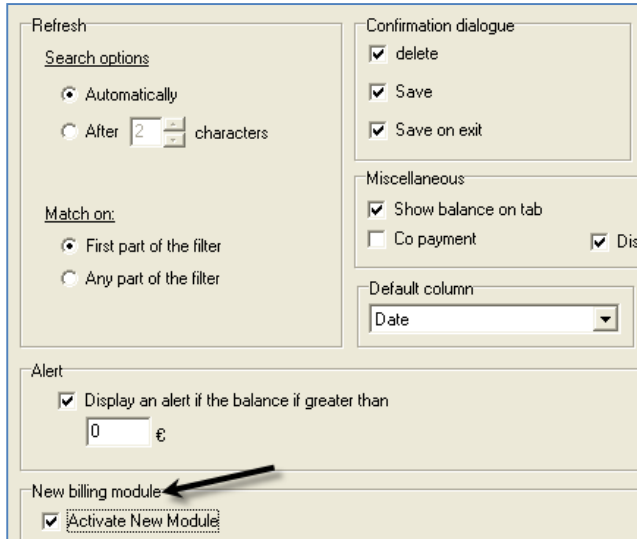 Refresh
Search options
Automatically
After 2 characters
Match on:
First part of the filter
Any part of the filter
Confirmation dialogue
delete
Save
Save on exit
Miscellaneous
Show balance on tab
Co payment
Dis
Default column
Date
Alert
Display an alert if the balance if greater than
0 €
New billing module
Activate New Module